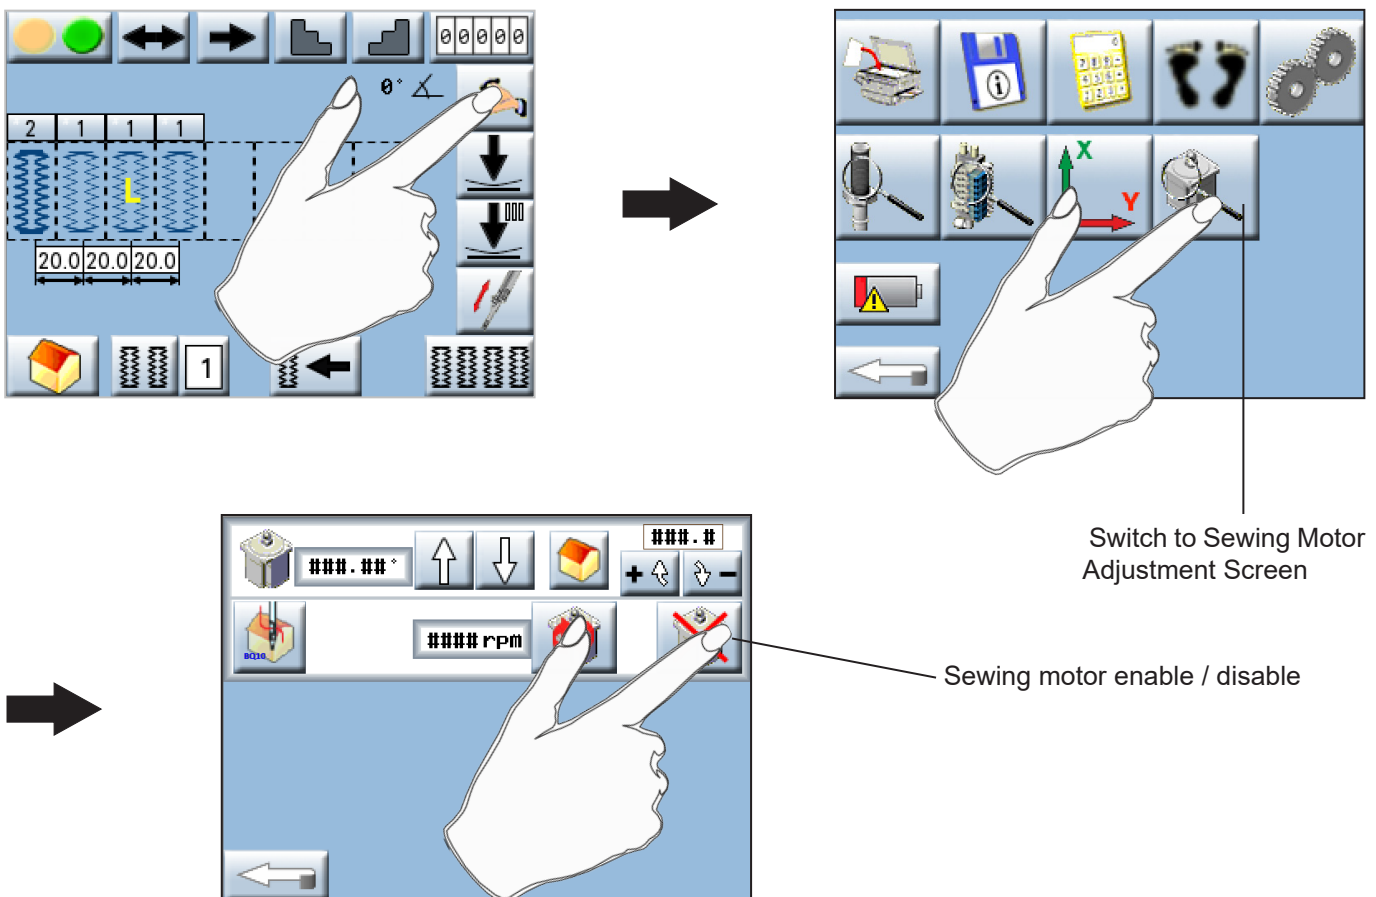 00000
0°
2 1 1 1
L
20.0 20.0 20.0
1
X
Y
Switch to Sewing Motor
Adjustment Screen
###.#
###.##°
+ -
BQ10
####rpm
Sewing motor enable / disable